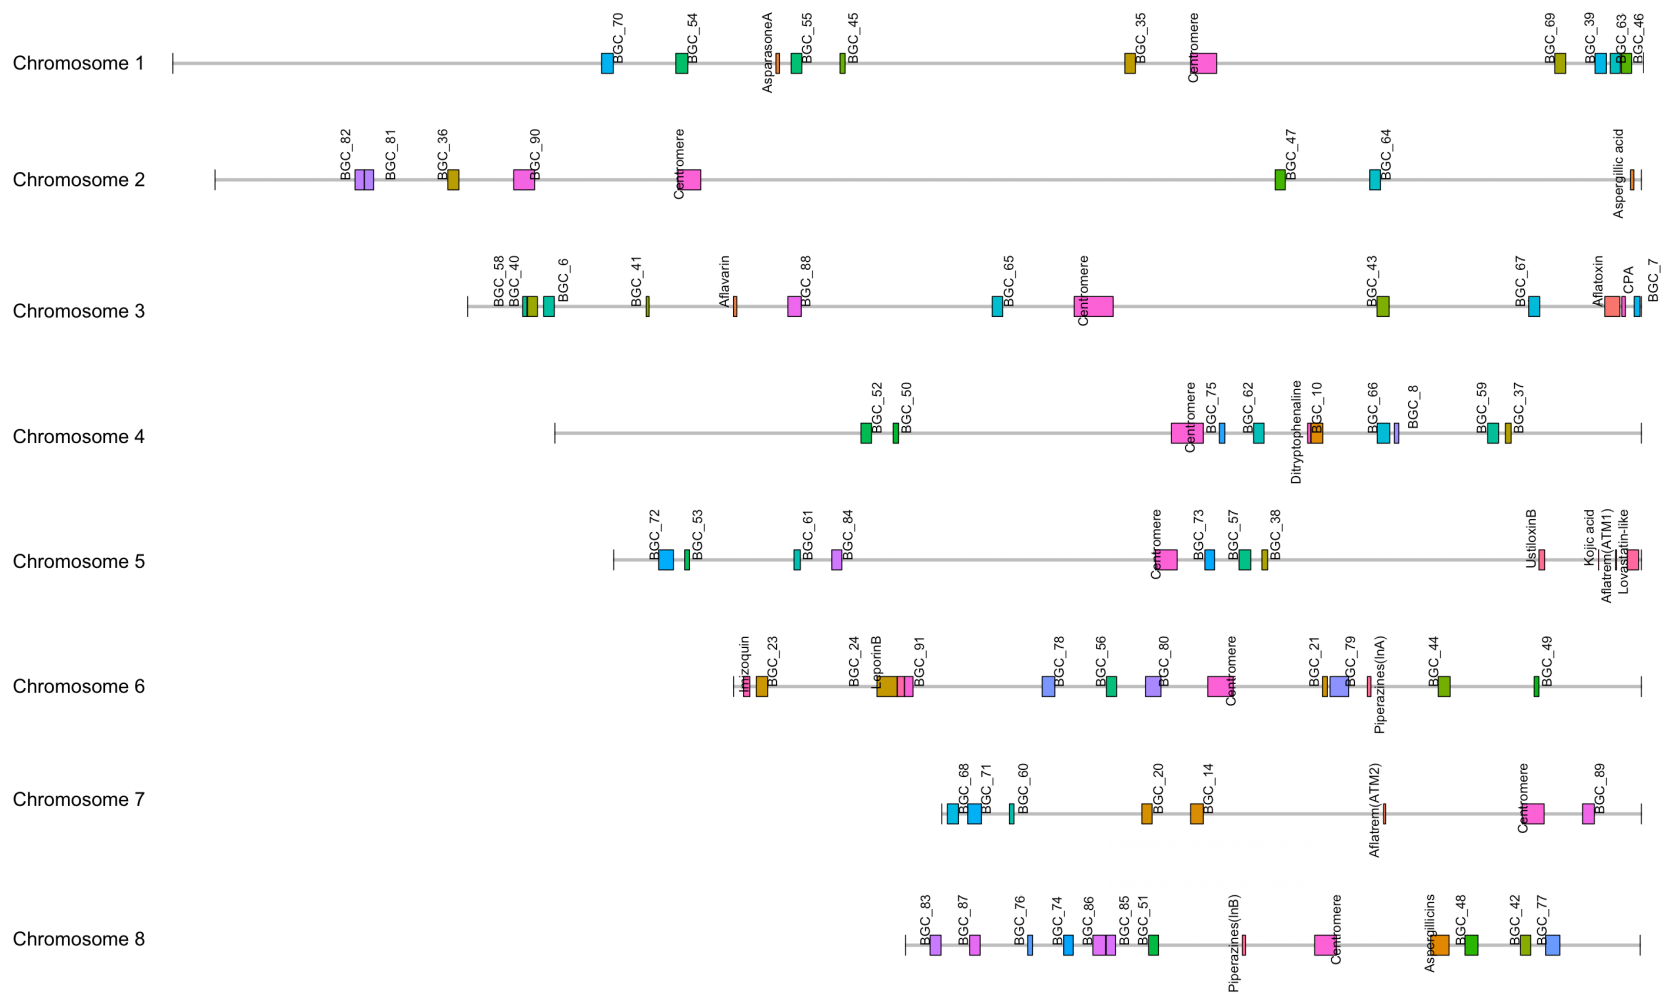 Chromosome 1
BGC_70
BGC_54
AsparasoneA
BGC_55
BGC_45
BGC_35
Centromere
BGC_69
BGC_39
BGC_63
BGC_46
Chromosome 2
BGC_82
BGC_81
BGC_36
BGC_90
Centromere
BGC_47
BGC_64
Aspergillic acid
Chromosome 3
BGC_58
BGC_40
BGC_6
BGC_41
Aflavarin
BGC_88
BGC_65
Centromere
BGC_43
BGC_67
Aflatoxin
CPA
BGC_7
Chromosome 4
BGC_52
BGC_50
Centromere
BGC_75
BGC_62
Ditryptophenaline
BGC_10
BGC_66
BGC_8
BGC_59
BGC_37
Chromosome 5
BGC_72
BGC_53
BGC_61
BGC_84
Centromere
BGC_73
BGC_57
BGC_38
UstiloxinB
Kojic acid
Aflatrem(ATM1)
Lovastatin-like
Chromosome 6
Imizoquin
BGC_23
BGC_24
LeporinB
BGC_91
BGC_78
BGC_56
BGC_80
Centromere
BGC_21
BGC_79
Piperazines(lnA)
BGC_44
BGC_49
Chromosome 7
BGC_68
BGC_71
BGC_60
BGC_20
BGC_14
Aflatrem(ATM2)
Centromere
BGC_89
Chromosome 8
BGC_83
BGC_87
BGC_76
BGC_74
BGC_86
BGC_85
BGC_51
Piperazines(lnB)
Centromere
Aspergillicins
BGC_48
BGC_42
BGC_77